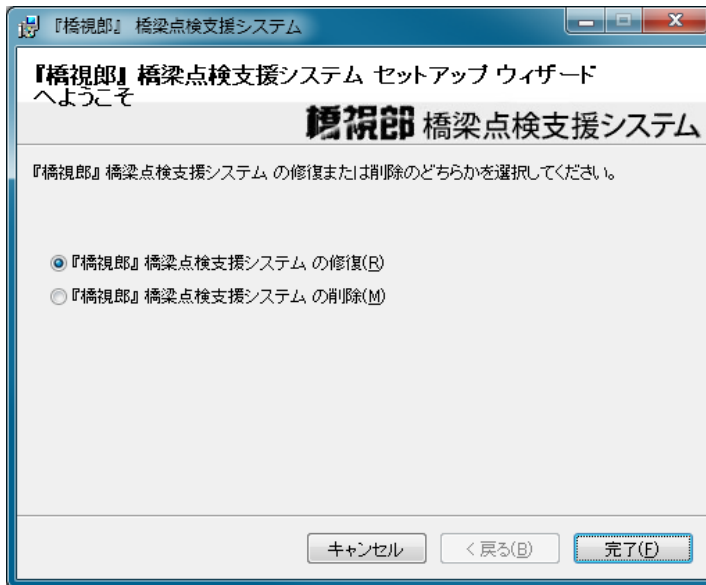 『橋視郎』 橋梁点検支援システム
『橋視郎』 橋梁点検支援システム セットアップ ウィザード
へようこそ
橋視郎 橋梁点検支援システム
『橋視郎』 橋梁点検支援システム の修復または削除のどちらかを選択してください。
『橋視郎』 橋梁点検支援システム の修復(R)
『橋視郎』 橋梁点検支援システム の削除(M)
キャンセル
< 戻る(B)
完了(F)